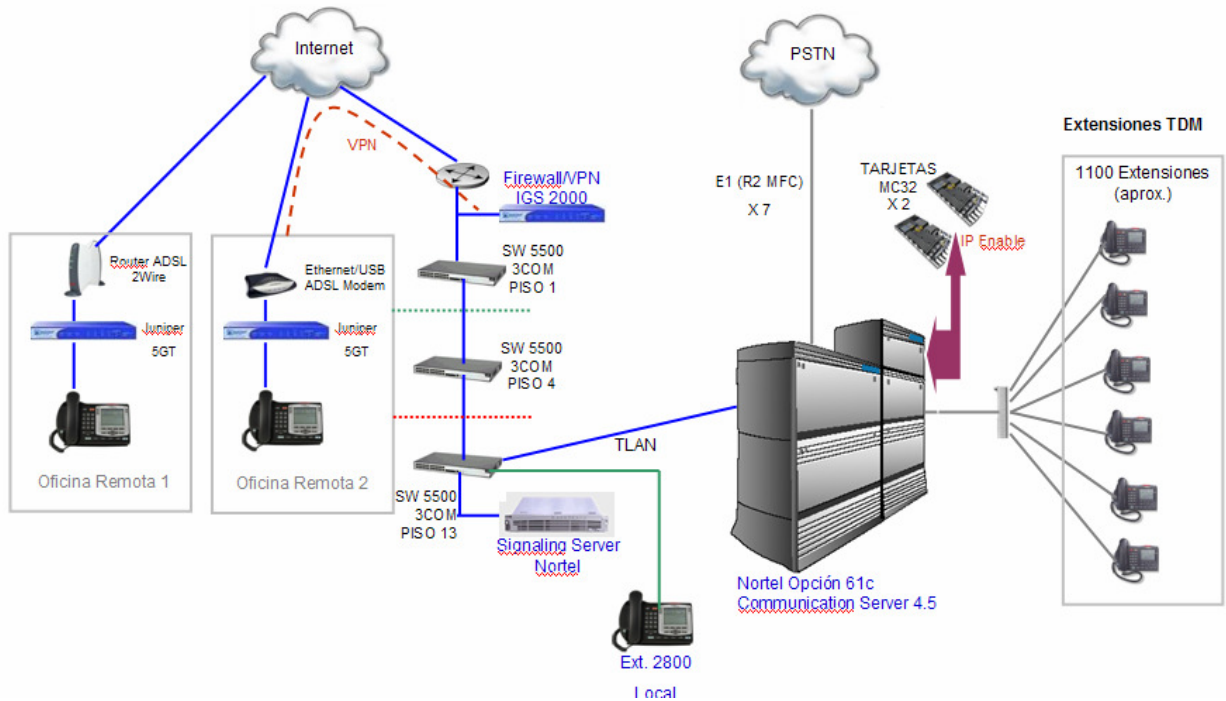 Internet
PSTN
VPN
Firewall/VPN
IGS 2000
E1 (R2 MFC)
X 7
TARJETAS
MC32
X 2
IP Enable
Extensiones TDM
1100 Extensiones
(aprox.)
Router ADSL
2Wire
Juniper
5GT
Oficina Remota 1
Ethernet/USB
ADSL Modem
Juniper
5GT
Oficina Remota 2
SW 5500
3COM
PISO 1
SW 5500
3COM
PISO 4
TLAN
SW 5500
3COM
PISO 13
Signaling Server
Nortel
Nortel Opción 61c
Communication Server 4.5
Ext. 2800
Local